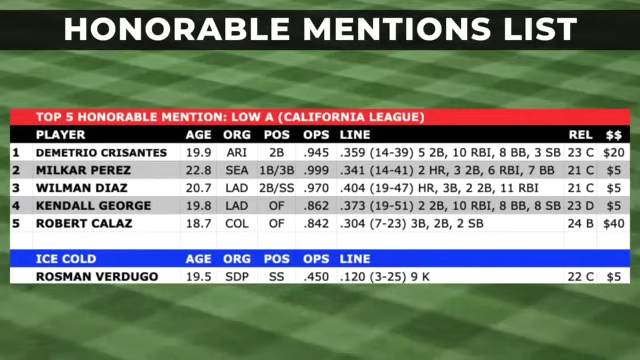 HONORABLE MENTIONS LIST
TOP 5 HONORABLE MENTION: LOW A (CALIFORNIA LEAGUE)
PLAYER AGE ORG POS OPS LINE REL $$
1 DEMETRIO CRISANTES 19.9 ARI 2B .945 .359 (14-39) 5 2B, 10 RBI, 8 BB, 3 SB 23 C $20
2 MILKAR PEREZ 22.8 SEA 1B/3B .999 .341 (14-41) 2 HR, 3 2B, 6 RBI, 7 BB 21 C $5
3 WILMAN DIAZ 20.7 LAD 2B/SS .970 .404 (19-47) HR, 3B, 2 2B, 11 RBI 21 C $5
4 KENDALL GEORGE 19.8 LAD OF .862 .373 (19-51) 2 2B, 10 RBI, 8 BB, 8 SB 23 D $5
5 ROBERT CALAZ 18.7 COL OF .842 .304 (7-23) 3B, 2B, 2 SB 24 B $40
ICE COLD AGE ORG POS OPS LINE
ROSMAN VERDUGO 19.5 SDP SS .450 .120 (3-25) 9 K 22 C $5